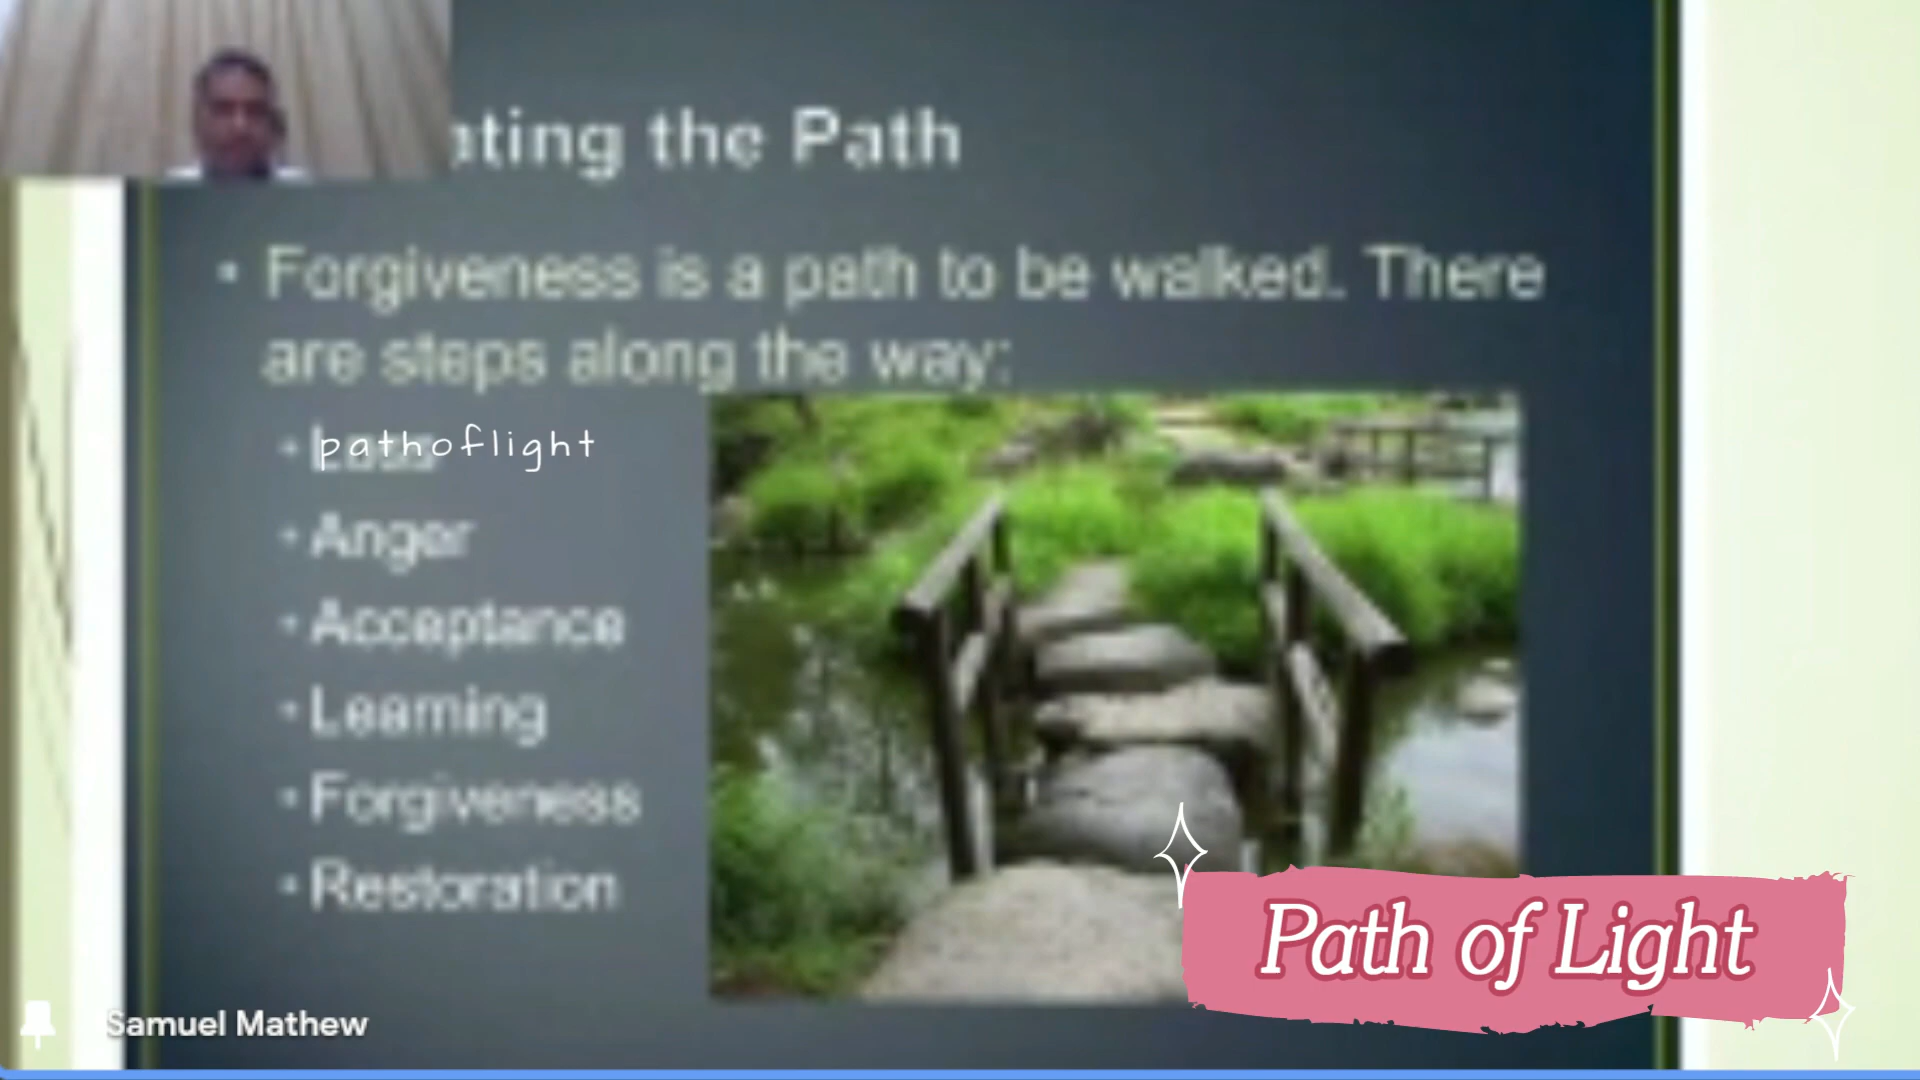 ting the Path
• Forgiveness is a path to be walked. There
are steps along the way:
pathoflight
• Anger
• Acceptance
• Learning
• Forgiveness
• Restoration
Path of Light
Samuel Mathew